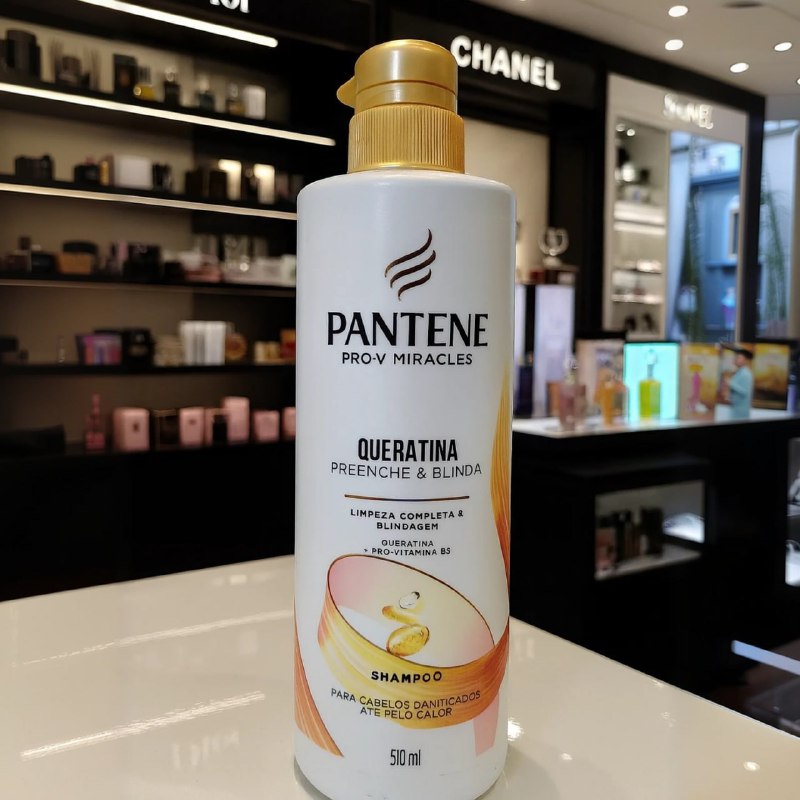 CHANEL
PANTENE
PRO-V MIRACLES
QUERATINA
PREENCHE & BLINDA
LIMPEZA COMPLETA &
BLINDAGEM
QUERATINA
+ PRO-VITAMINA B5
SHAMPOO
PARA CABELOS DANITICADOS
ATE PELO CALOR
510 ml